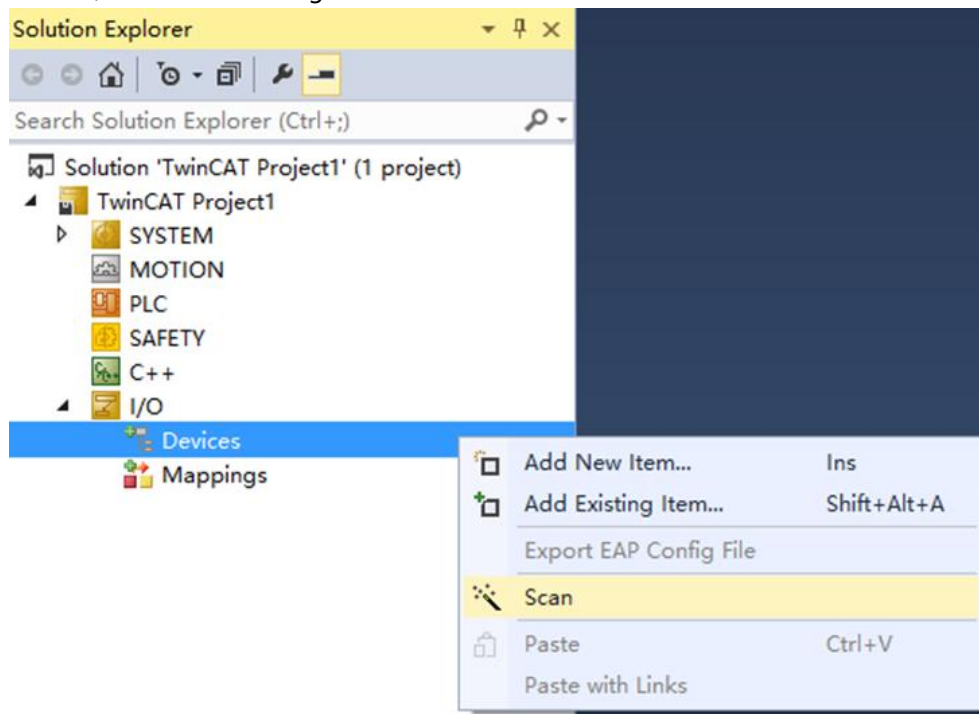 Solution Explorer
Search Solution Explorer (Ctrl+;)
Solution 'TwinCAT Project1' (1 project)
TwinCAT Project1
SYSTEM
MOTION
PLC
SAFETY
C++
I/O
Devices
Mappings
Add New Item... Ins
Add Existing Item... Shift+Alt+A
Export EAP Config File
Scan
Paste Ctrl+V
Paste with Links